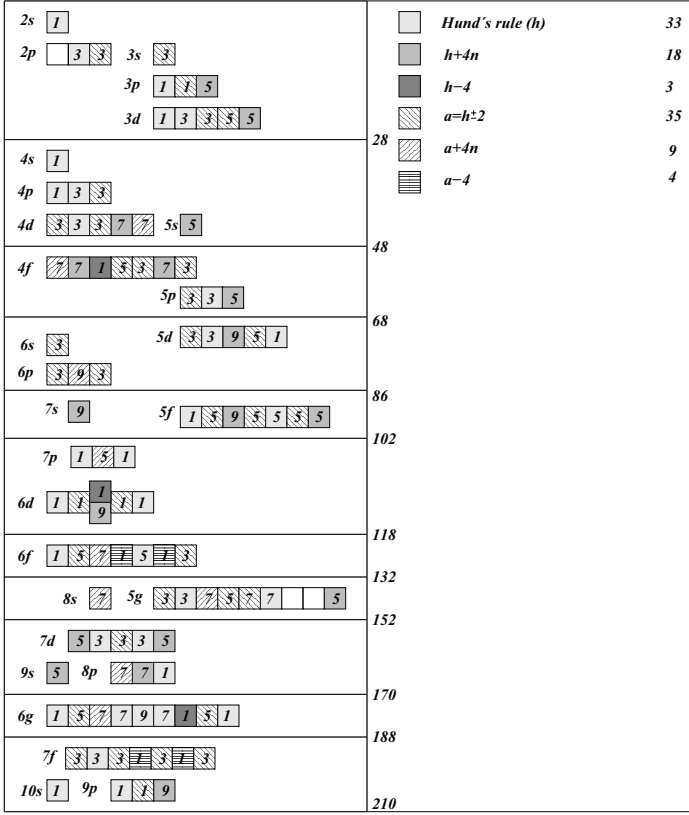 2s 1
Hund´s rule (h) 33
2p 3 3 3s 3
h+4n 18
3p 1 1 5
h−4 3
3d 1 3 3 5 5
a=h±2 35
28
a+4n 9
4s 1
a−4 4
4p 1 3 3
4d 3 3 3 7 7 5s 5
48
4f 7 7 1 5 3 7 3
5p 3 3 5
68
5d 3 3 9 5 1
6s 3
6p 3 9 3
86
7s 9 5f 1 5 9 5 5 5 5
102
7p 1 5 1
1
6d 1 1 1 1
9
118
6f 1 5 7 1 5 1 3
132
8s 7 5g 3 3 7 5 7 7 5
152
7d 5 3 3 3 5
9s 5 8p 7 7 1
170
6g 1 5 7 7 9 7 1 5 1
188
7f 3 3 3 1 3 1 3
10s 1 9p 1 1 9
210